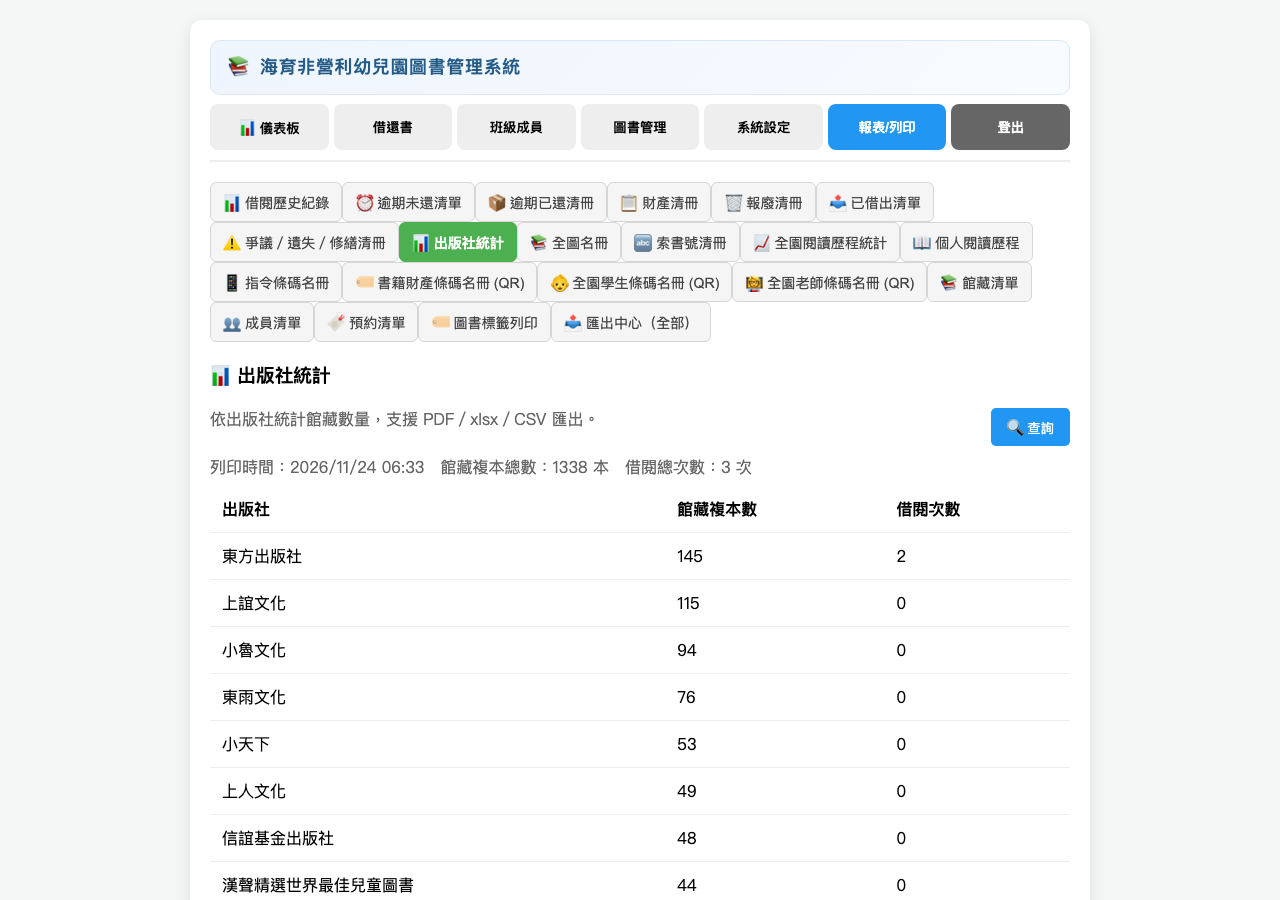 📚 海育非營利幼兒園圖書管理系統
📊 儀表板 借還書 班級成員 圖書管理 系統設定 報表/列印 登出
📊 借閱歷史紀錄 ⏰ 逾期未還清單 📦 逾期已還清冊 📋 財產清冊 🗑️ 報廢清冊 📤 已借出清單
⚠️ 爭議 / 遺失 / 修繕清冊 📊 出版社統計 📚 全園名冊 🔤 索書號清冊 📈 全園閱讀歷程統計 📖 個人閱讀歷程
📱 指令條碼名冊 🏷️ 書籍財產條碼名冊 (QR) 👶 全園學生條碼名冊 (QR) 👩‍🏫 全園老師條碼名冊 (QR) 📚 館藏清單
👥 成員清單 🔖 預約清單 🏷️ 圖書標籤列印 📤 匯出中心（全部）
📊 出版社統計
依出版社統計館藏數量，支援 PDF / xlsx / CSV 匯出。
🔍 查詢
列印時間：2026/11/24 06:33 館藏複本總數：1338 本 借閱總次數：3 次
出版社 館藏複本數 借閱次數
東方出版社 145 2
上誼文化 115 0
小魯文化 94 0
東雨文化 76 0
小天下 53 0
上人文化 49 0
信誼基金出版社 48 0
漢聲精選世界最佳兒童圖書 44 0